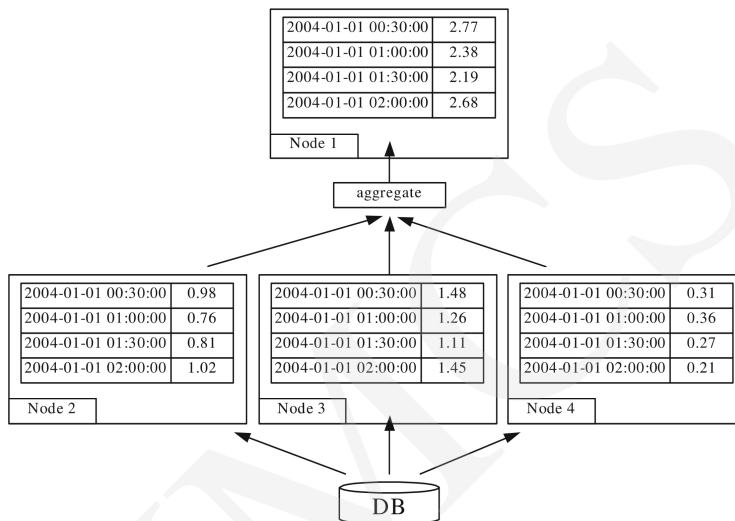 2004-01-01 00:30:00 2.77
2004-01-01 01:00:00 2.38
2004-01-01 01:30:00 2.19
2004-01-01 02:00:00 2.68
Node 1
aggregate
2004-01-01 00:30:00 0.98
2004-01-01 01:00:00 0.76
2004-01-01 01:30:00 0.81
2004-01-01 02:00:00 1.02
Node 2
2004-01-01 00:30:00 1.48
2004-01-01 01:00:00 1.26
2004-01-01 01:30:00 1.11
2004-01-01 02:00:00 1.45
Node 3
2004-01-01 00:30:00 0.31
2004-01-01 01:00:00 0.36
2004-01-01 01:30:00 0.27
2004-01-01 02:00:00 0.21
Node 4
DB